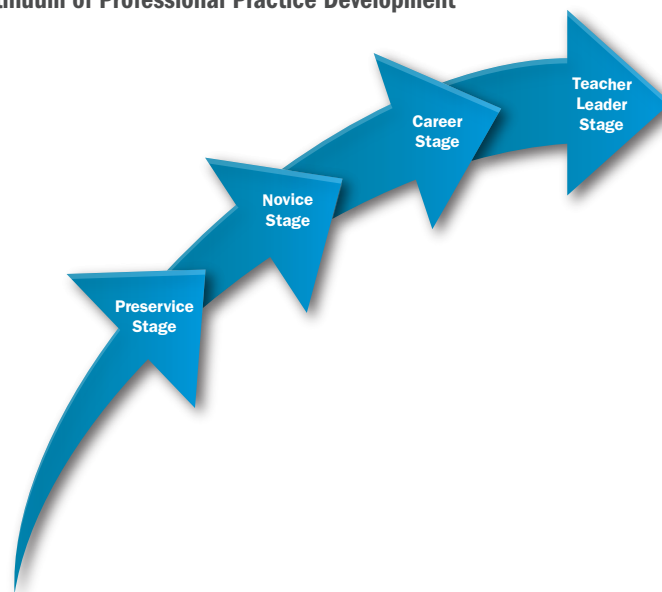 of Professional Practice Development
Teacher
Leader
Stage
Career
Stage
Novice
Stage
Preservice
Stage